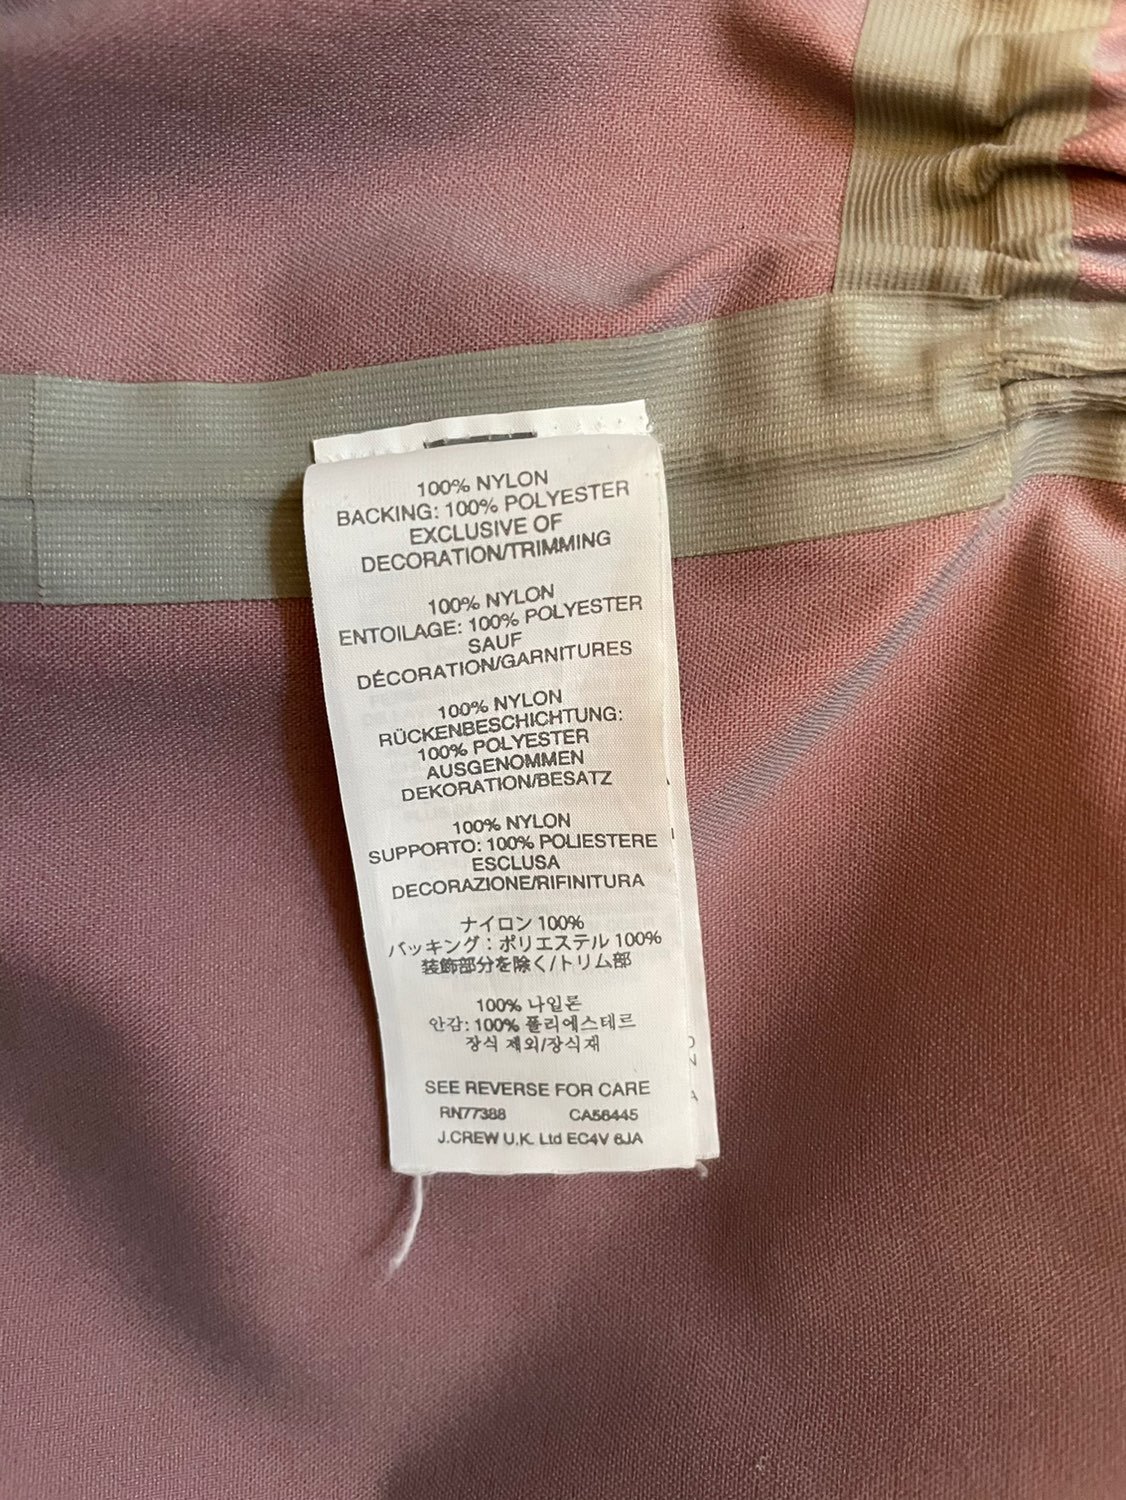 100% NYLON
BACKING: 100% POLYESTER
EXCLUSIVE OF
DECORATION/TRIMMING
100% NYLON
ENTOILAGE: 100% POLYESTER
SAUF
DÉCORATION/GARNITURES
100% NYLON
RÜCKENBESCHICHTUNG:
100% POLYESTER
AUSGENOMMEN
DEKORATION/BESATZ
100% NYLON
SUPPORTO: 100% POLIESTERE
ESCLUSA
DECORAZIONE/RIFINITURA
ナイロン 100%
バッキング：ポリエステル 100%
装飾部分を除く/トリム部
100% 나일론
안감: 100% 폴리에스테르
장식 제외/장식재
SEE REVERSE FOR CARE
RN77388 CA56445
J.CREW U.K. Ltd EC4V 6JA